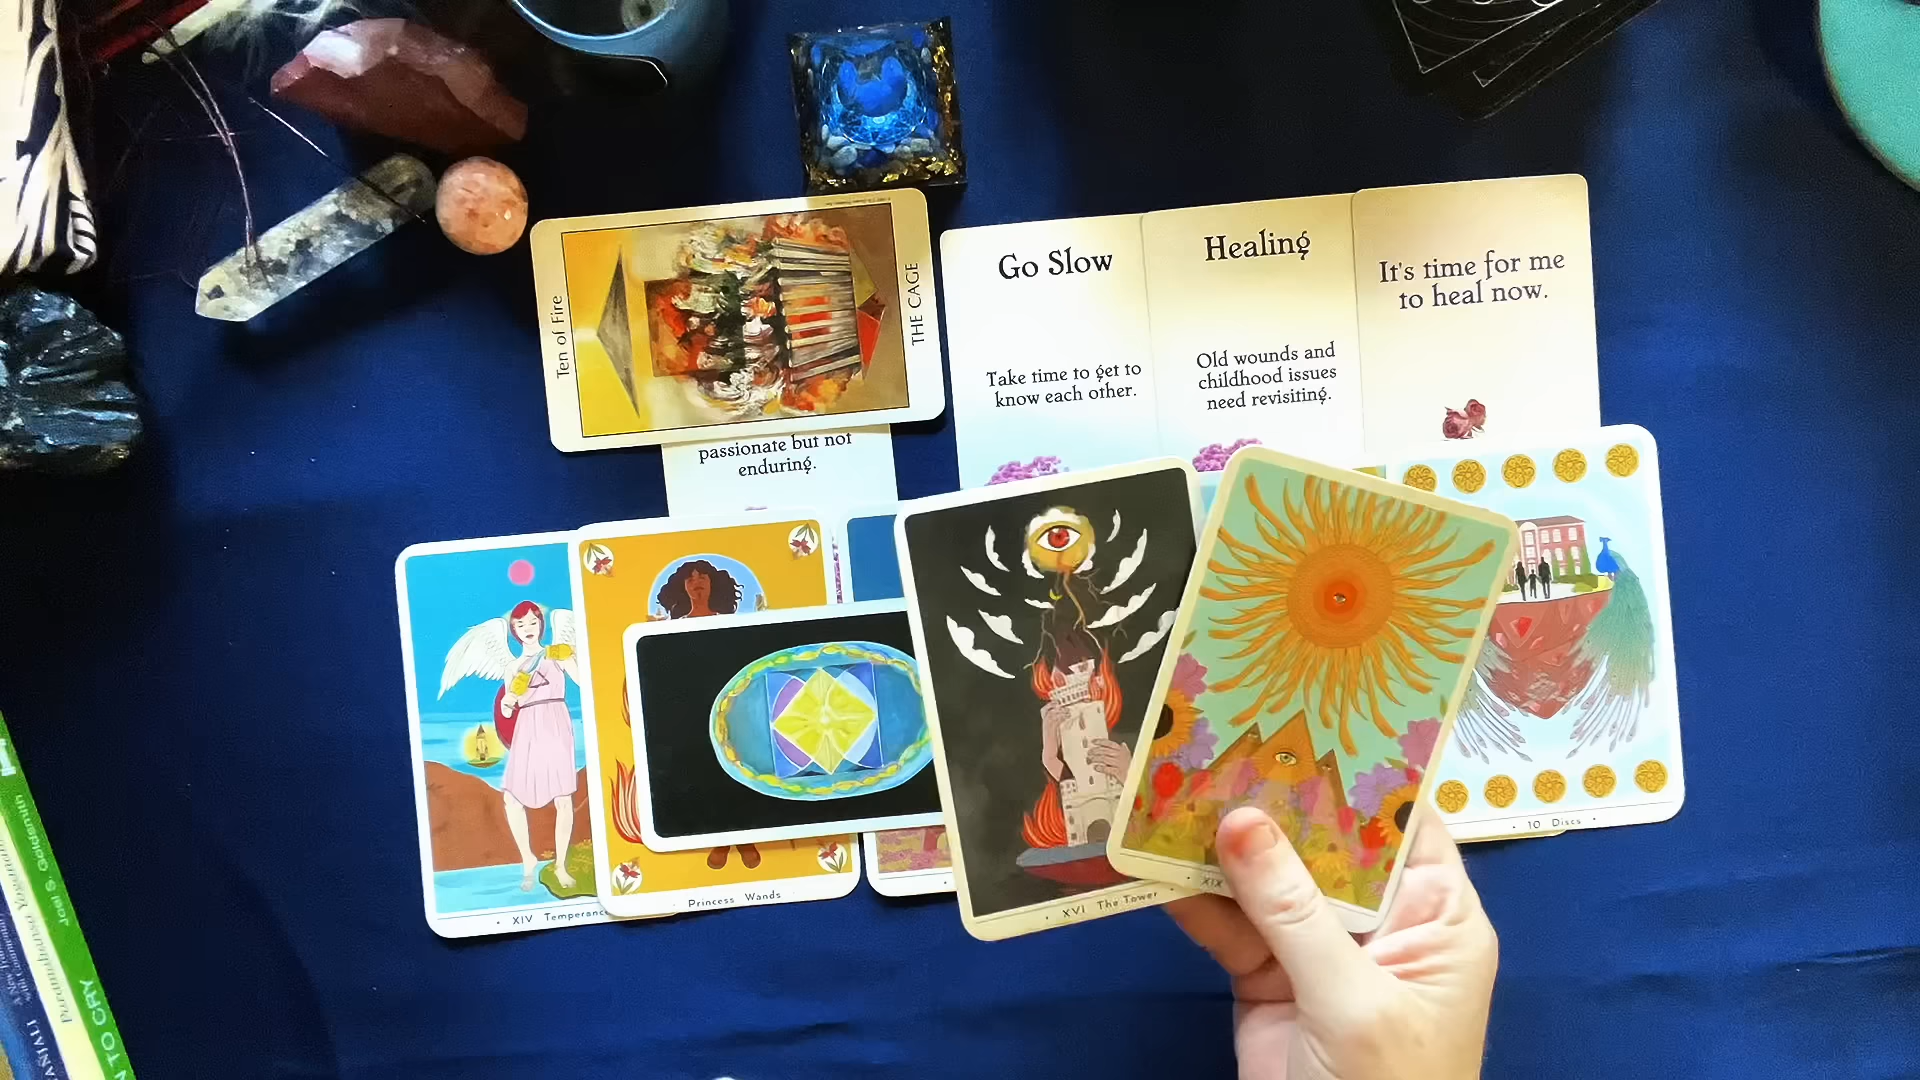 Ten of Fire
THE CAGE
passionate but not
enduring.
Go Slow
Take time to get to
know each other.
Healing
Old wounds and
childhood issues
need revisiting.
It's time for me
to heal now.
• XIV Temperance
Princess Wands
• XVI The Tower
• XIX
• 10 Discs •
Joel S. Goldsmith
Paramahansa Yogananda
N TO CRY